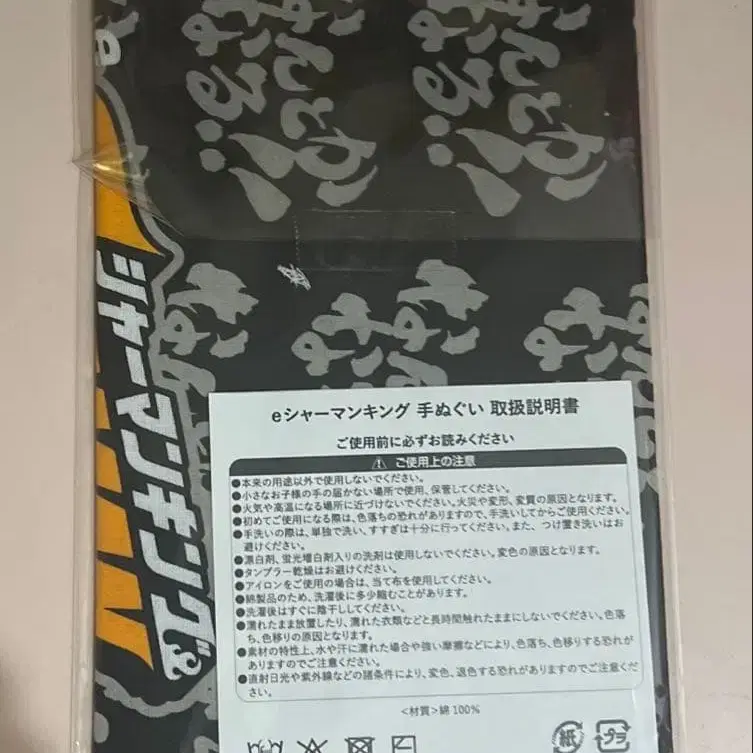 なんとか
なる!!
なんとか
なる!!
シャーマンキング
eシャーマンキング 手ぬぐい 取扱説明書
ご使用前に必ずお読みください
ご使用上の注意
●本来の用途以外で使用しないでください。
●小さなお子様の手の届かない場所で使用、保管してください。
●火気や高温になる場所に近づけないでください。火災や変形、変質の原因となります。
●初めてご使用になる際は、色落ちの恐れがありますので、手洗いしてからご使用ください。
●手洗いの際は、単独で洗い、すすぎは十分に行ってください。また、つけ置き洗いはお
避けください。
●漂白剤、蛍光増白剤入りの洗剤は使用しないでください。変色の原因となります。
●タンブラー乾燥はお避けください。
●アイロンをご使用の場合は、当て布を使用してください。
●綿製品のため、洗濯後に多少縮むことがあります。
●洗濯後はすぐに陰干ししてください。
●濡れたまま放置したり、濡れた衣類などと長時間触れたままにしないでください。色落
ち、色移りの原因となります。
●素材の特性上、水や汗に濡れた場合や強い摩擦などにより、色落ち、色移りする恐れが
ありますのでご注意ください。
●直射日光や紫外線などの諸条件により、変色、退色する恐れがありますのでご注意くだ
さい。
<材質>綿 100%
紙
プラ